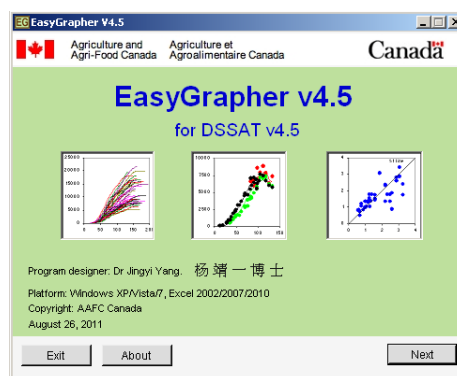 EasyGrapher V4.5
Agriculture and Agri-Food Canada
Agriculture et Agroalimentaire Canada
Canada
EasyGrapher v4.5
for DSSAT v4.5
Program designer: Dr Jingyi Yang. 杨靖一博士
Platform: Windows XP/Vista/7, Excel 2002/2007/2010
Copyright: AAFC Canada
August 26, 2011
Exit
About
Next